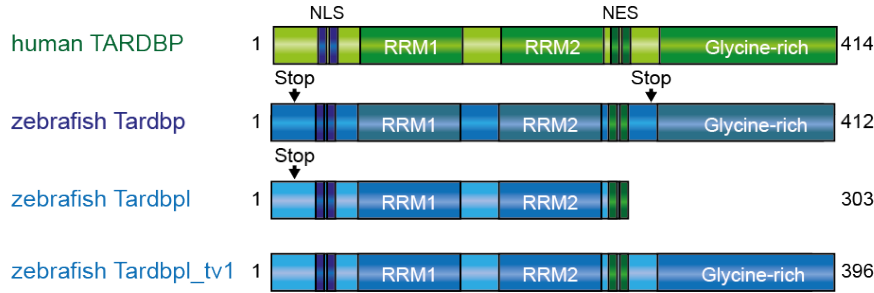 NLS NES
human TARDBP 1 RRM1 RRM2 Glycine-rich 414
Stop Stop
zebrafish Tardbp 1 RRM1 RRM2 Glycine-rich 412
Stop
zebrafish Tardbpl 1 RRM1 RRM2 303
zebrafish Tardbpl_tv1 1 RRM1 RRM2 Glycine-rich 396